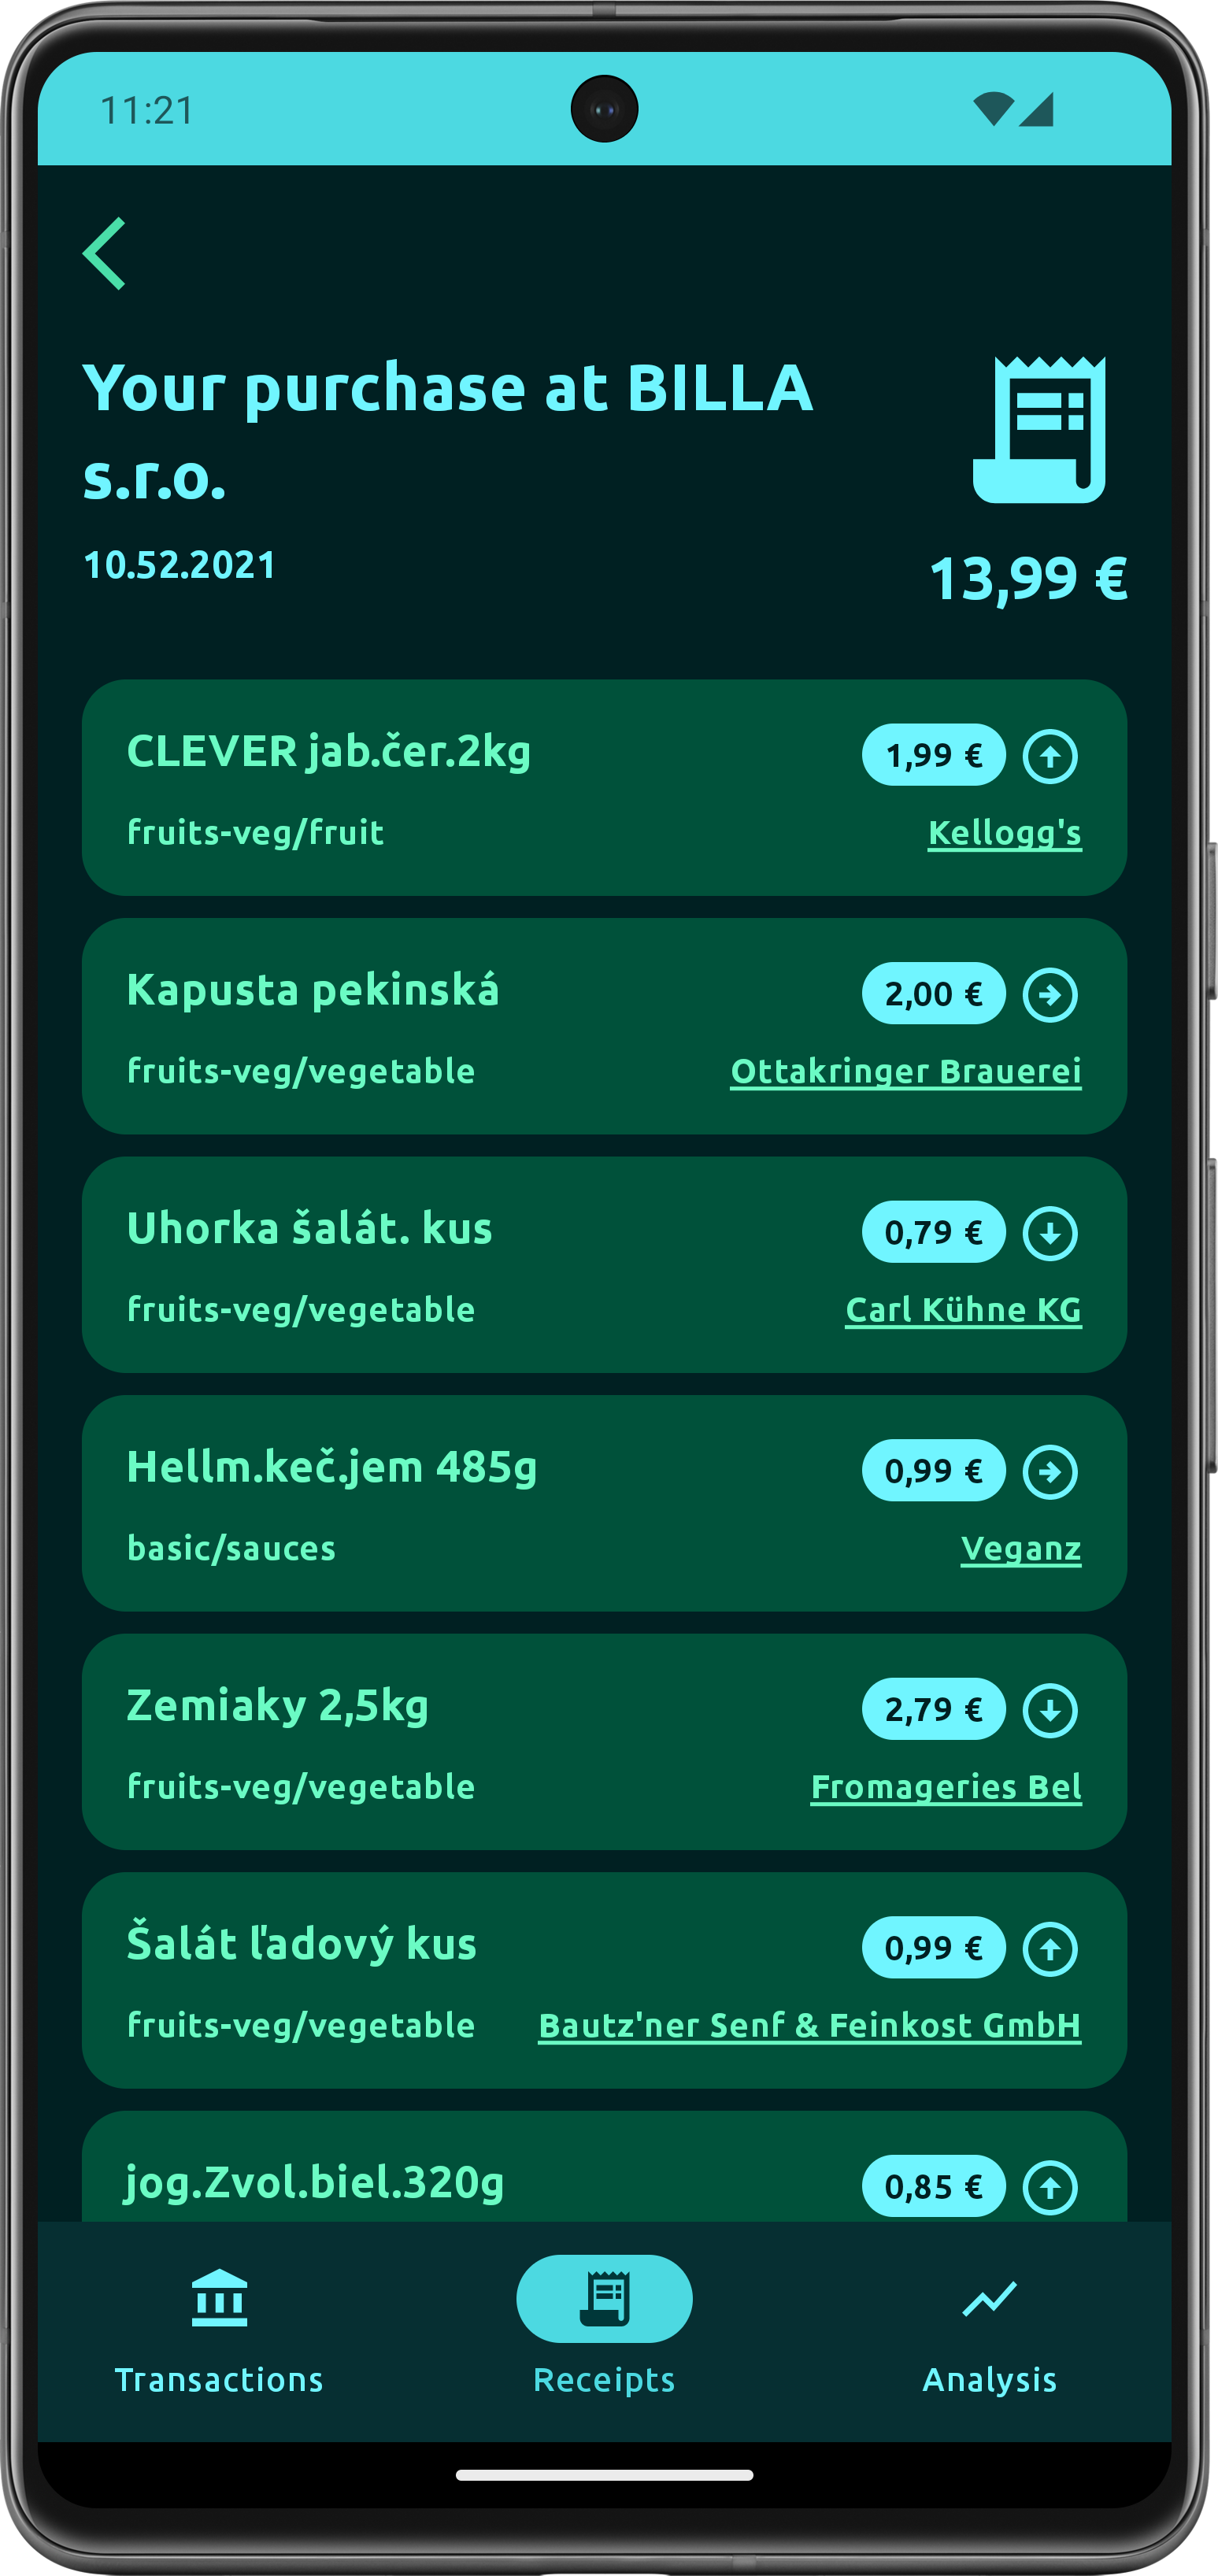 11:21
Your purchase at BILLA
s.r.o.
10.52.2021
13,99 €
CLEVER jab.čer.2kg
1,99 €
fruits-veg/fruit
Kellogg's
Kapusta pekinská
2,00 €
fruits-veg/vegetable
Ottakringer Brauerei
Uhorka šalát. kus
0,79 €
fruits-veg/vegetable
Carl Kühne KG
Hellm.keč.jem 485g
0,99 €
basic/sauces
Veganz
Zemiaky 2,5kg
2,79 €
fruits-veg/vegetable
Fromageries Bel
Šalát ľadový kus
0,99 €
fruits-veg/vegetable
Bautz'ner Senf & Feinkost GmbH
jog.Zvol.biel.320g
0,85 €
Transactions
Receipts
Analysis